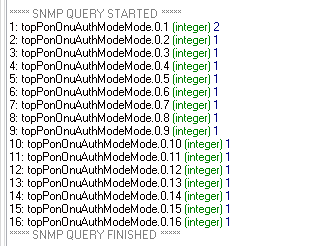 ***** SNMP QUERY STARTED *****
1: topPonOnuAuthModeMode.0.1 (integer) 2
2: topPonOnuAuthModeMode.0.2 (integer) 1
3: topPonOnuAuthModeMode.0.3 (integer) 1
4: topPonOnuAuthModeMode.0.4 (integer) 1
5: topPonOnuAuthModeMode.0.5 (integer) 1
6: topPonOnuAuthModeMode.0.6 (integer) 1
7: topPonOnuAuthModeMode.0.7 (integer) 1
8: topPonOnuAuthModeMode.0.8 (integer) 1
9: topPonOnuAuthModeMode.0.9 (integer) 1
10: topPonOnuAuthModeMode.0.10 (integer) 1
11: topPonOnuAuthModeMode.0.11 (integer) 1
12: topPonOnuAuthModeMode.0.12 (integer) 1
13: topPonOnuAuthModeMode.0.13 (integer) 1
14: topPonOnuAuthModeMode.0.14 (integer) 1
15: topPonOnuAuthModeMode.0.15 (integer) 1
16: topPonOnuAuthModeMode.0.16 (integer) 1
***** SNMP QUERY FINISHED *****